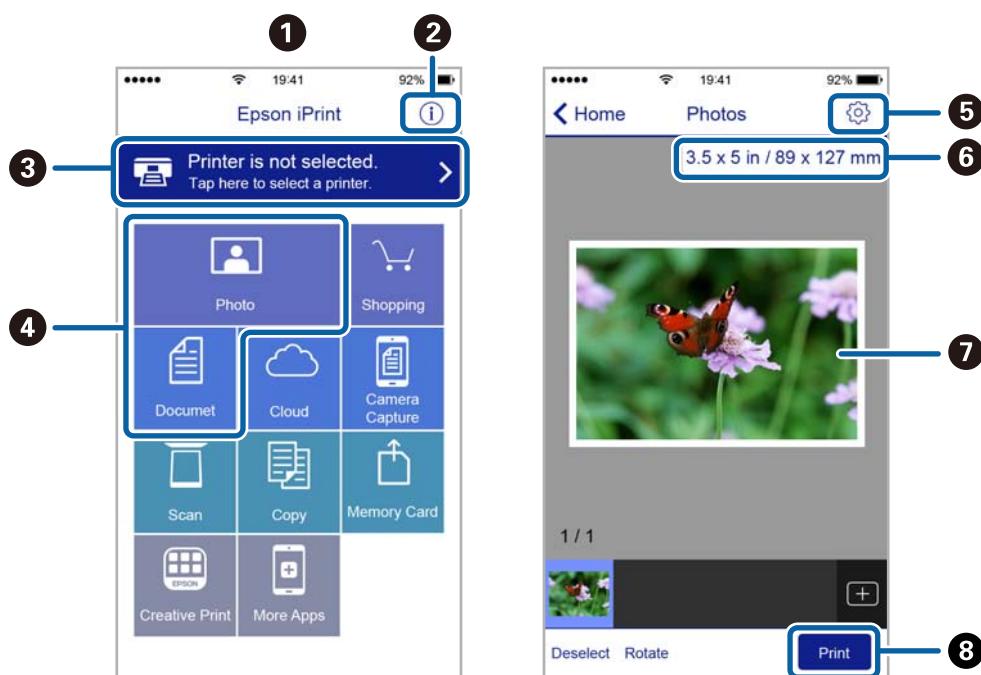 1
2
19:41
92%
Epson iPrint
3
Printer is not selected.
Tap here to select a printer.
4
Photo
Shopping
Documet
Cloud
Camera
Capture
Scan
Copy
Memory Card
EPSON
Creative Print
More Apps
19:41
92%
Home
Photos
5
3.5 x 5 in / 89 x 127 mm
6
7
1 / 1
Deselect
Rotate
Print
8